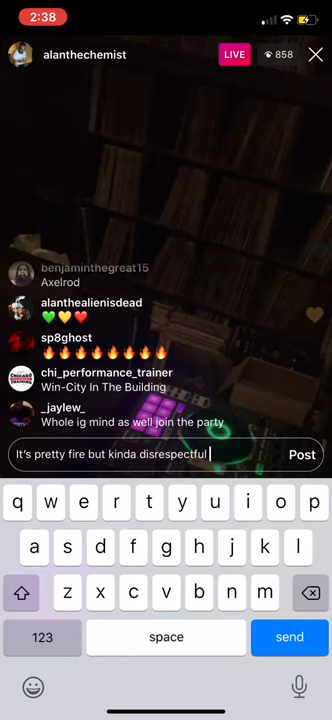 2:38
alanthechemist
LIVE
858
benjaminthegreat15
Axelrod
alanthealienisdead
💚💛❤️
sp8ghost
🔥🔥🔥🔥🔥🔥🔥🔥
chi_performance_trainer
Win-City In The Building
_jaylew_
Whole ig mind as well join the party
It's pretty fire but kinda disrespectful
Post
q w e r t y u i o p
a s d f g h j k l
z x c v b n m
123
space
send